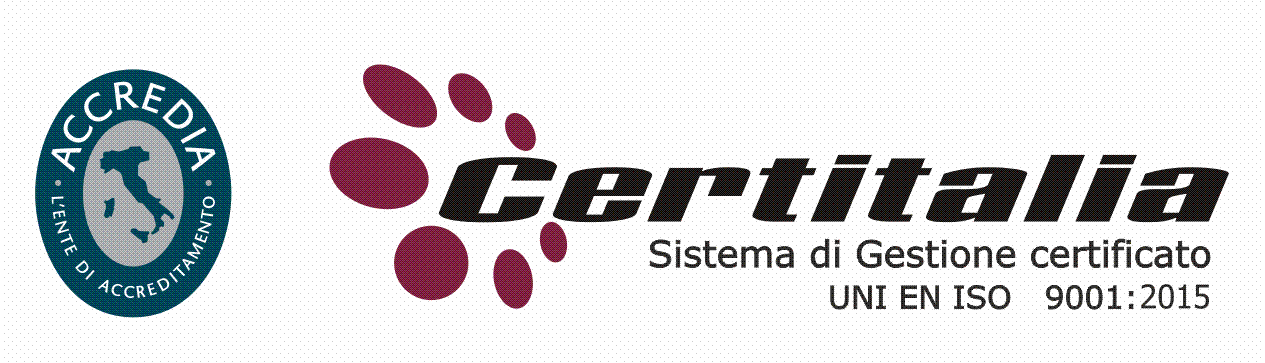 ACCREDIA
L'ENTE DI ACCREDITAMENTO
Certitalia
Sistema di Gestione certificato
UNI EN ISO 9001:2015